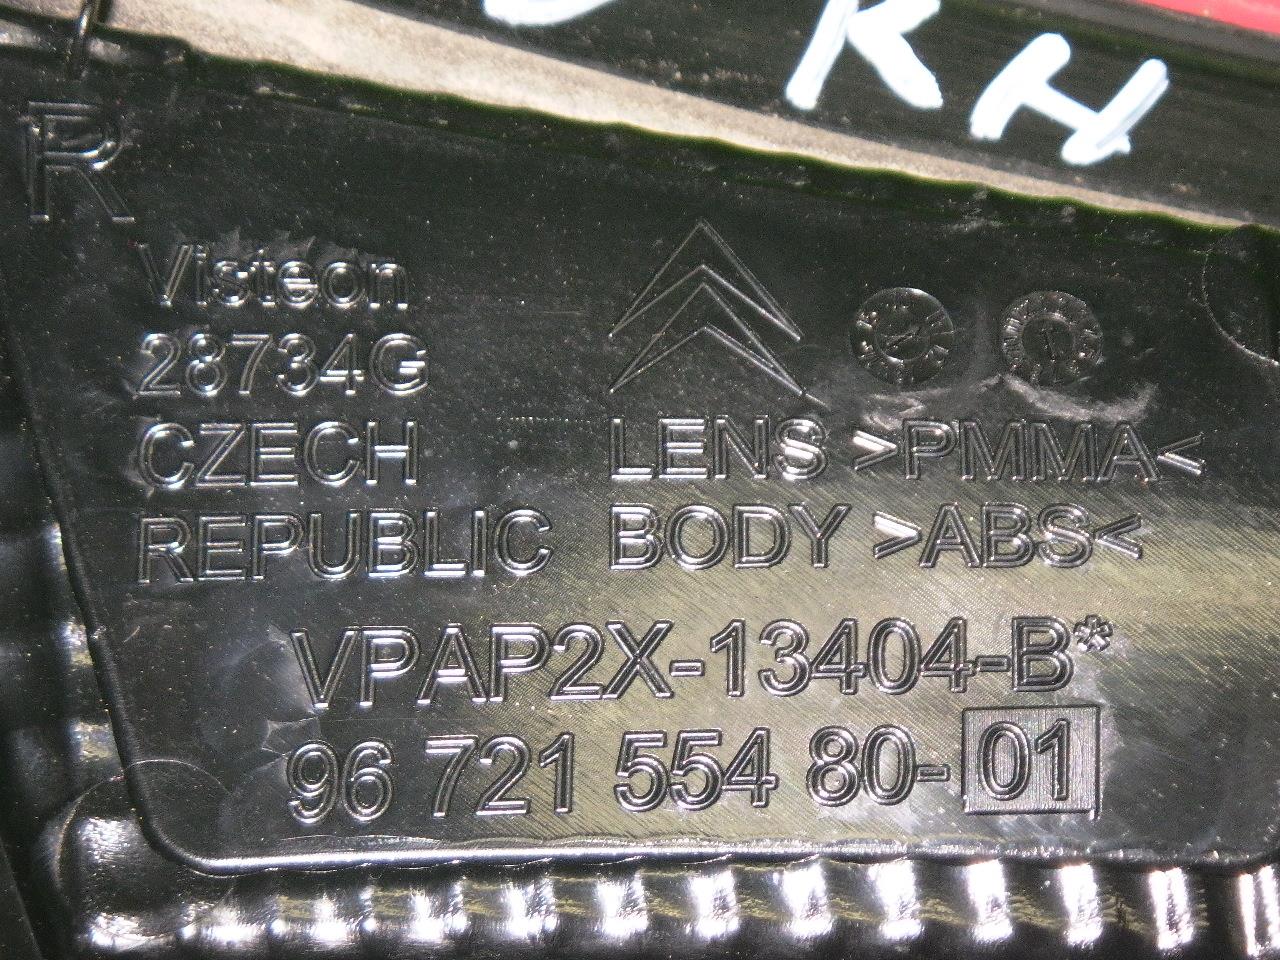 RH
R
Visteon
28734G
CZECH
REPUBLIC
LENS >PMMA<
BODY >ABS<
VPAP2X-13404-B*
96 721 554 80-01